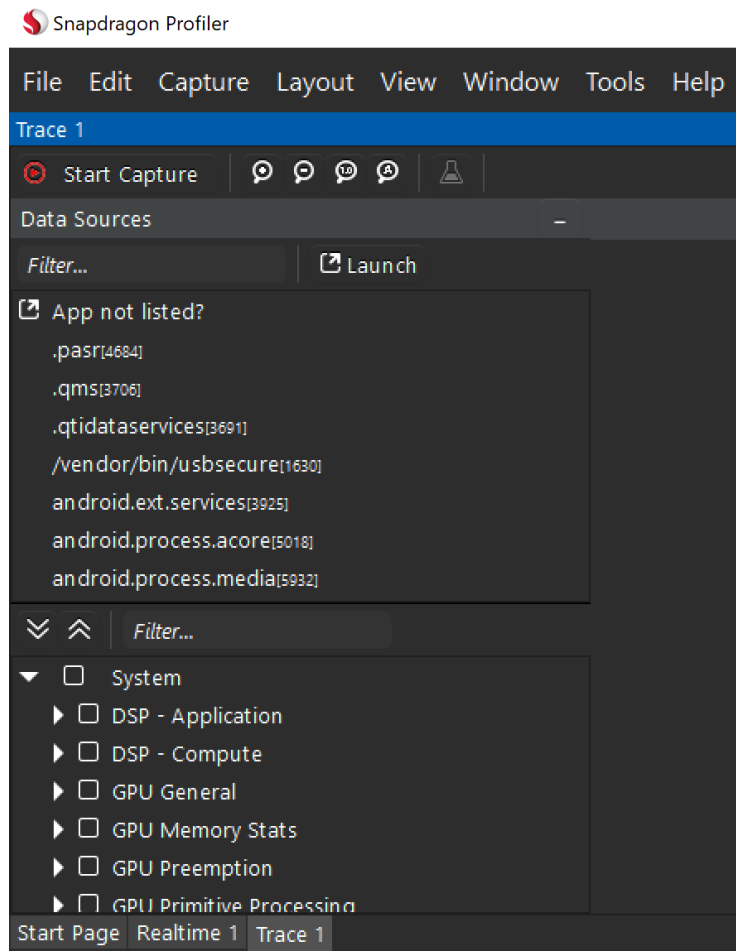 Snapdragon Profiler
File Edit Capture Layout View Window Tools Help
Trace 1
Start Capture 1.0 A
Data Sources
Filter... Launch
App not listed?
.pasr[4684]
.qms[3706]
.qtidataservices[3691]
/vendor/bin/usbsecure[1630]
android.ext.services[3925]
android.process.acore[5018]
android.process.media[5932]
Filter...
System
DSP - Application
DSP - Compute
GPU General
GPU Memory Stats
GPU Preemption
GPU Primitive Processing
Start Page Realtime 1 Trace 1